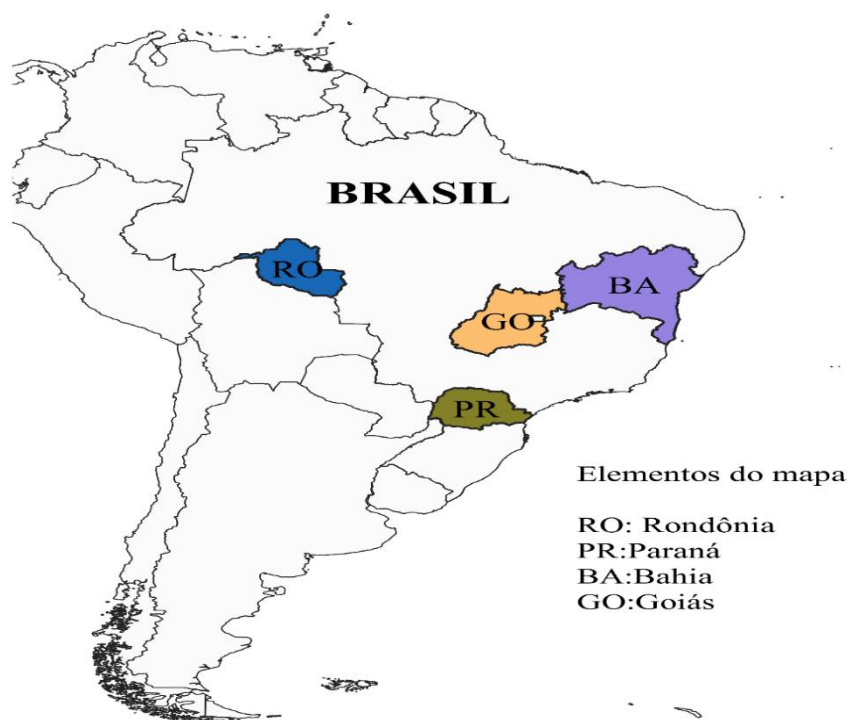 BRASIL
RO
BA
GO
PR
Elementos do mapa
RO: Rondônia
PR:Paraná
BA:Bahia
GO:Goiás